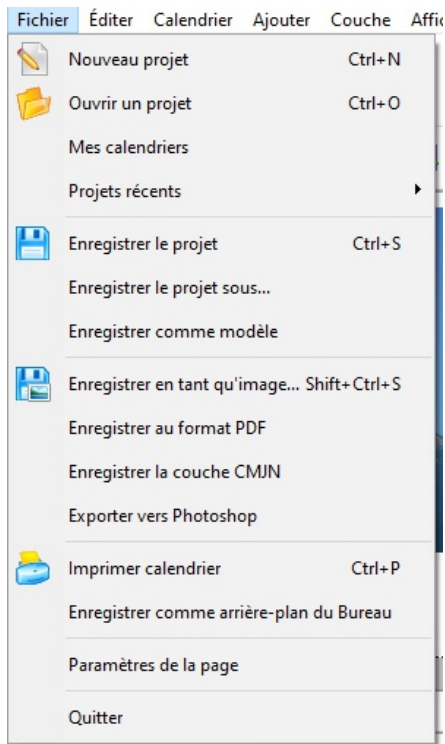 Fichier Éditer Calendrier Ajouter Couche
Nouveau projet Ctrl+N
Ouvrir un projet Ctrl+O
Mes calendriers
Projets récents
Enregistrer le projet Ctrl+S
Enregistrer le projet sous...
Enregistrer comme modèle
Enregistrer en tant qu'image... Shift+Ctrl+S
Enregistrer au format PDF
Enregistrer la couche CMJN
Exporter vers Photoshop
Imprimer calendrier Ctrl+P
Enregistrer comme arrière-plan du Bureau
Paramètres de la page
Quitter